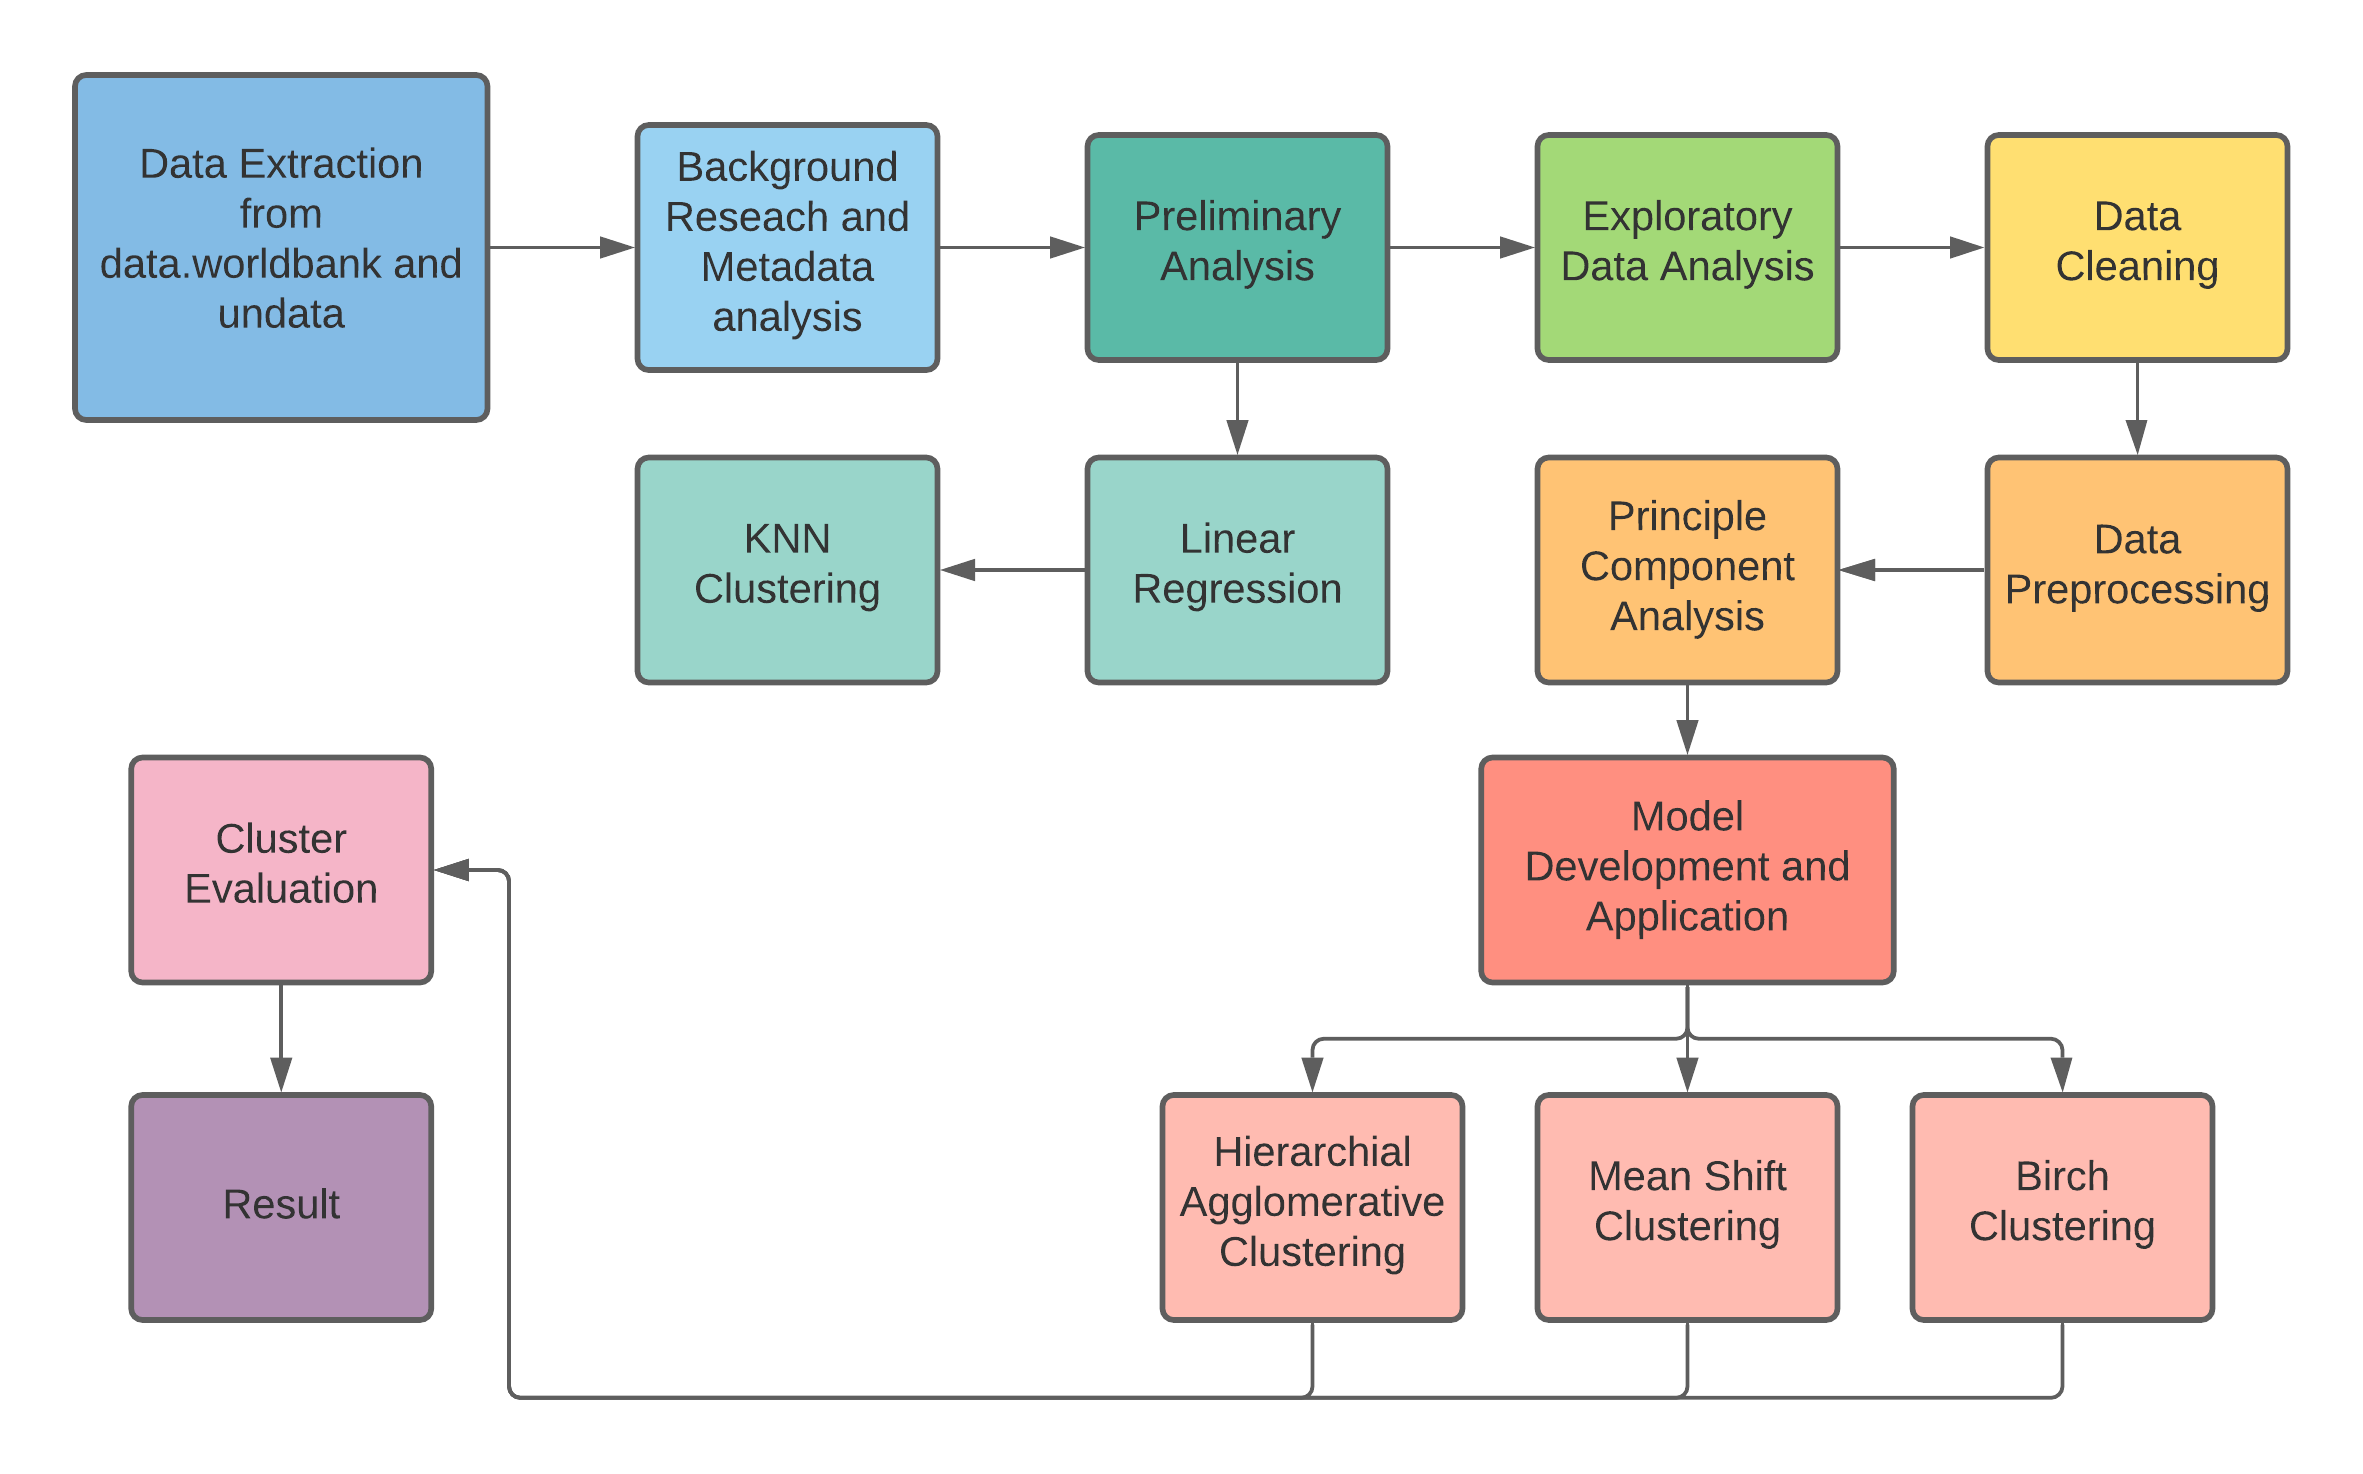 Data Extraction
from
data.worldbank and
undata
Background
Reseach and
Metadata
analysis
Preliminary
Analysis
Exploratory
Data Analysis
Data
Cleaning
KNN
Clustering
Linear
Regression
Principle
Component
Analysis
Data
Preprocessing
Cluster
Evaluation
Model
Development and
Application
Result
Hierarchial
Agglomerative
Clustering
Mean Shift
Clustering
Birch
Clustering